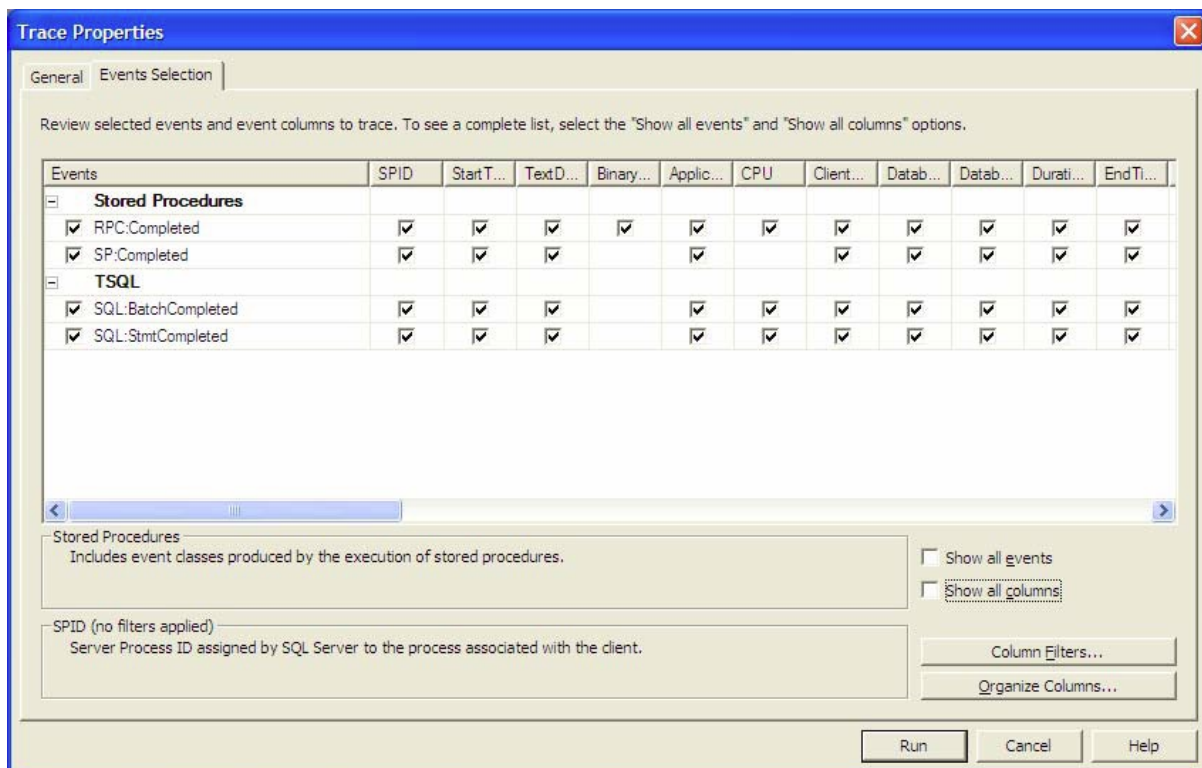 Trace Properties
General Events Selection
Review selected events and event columns to trace. To see a complete list, select the "Show all events" and "Show all columns" options.
Events SPID StartT... TextD... Binary... Applic... CPU Client... Datab... Datab... Durati... EndTi...
Stored Procedures
RPC:Completed
SP:Completed
TSQL
SQL:BatchCompleted
SQL:StmtCompleted
Stored Procedures
Includes event classes produced by the execution of stored procedures.
Show all events
Show all columns
SPID (no filters applied)
Server Process ID assigned by SQL Server to the process associated with the client.
Column Filters...
Organize Columns...
Run Cancel Help